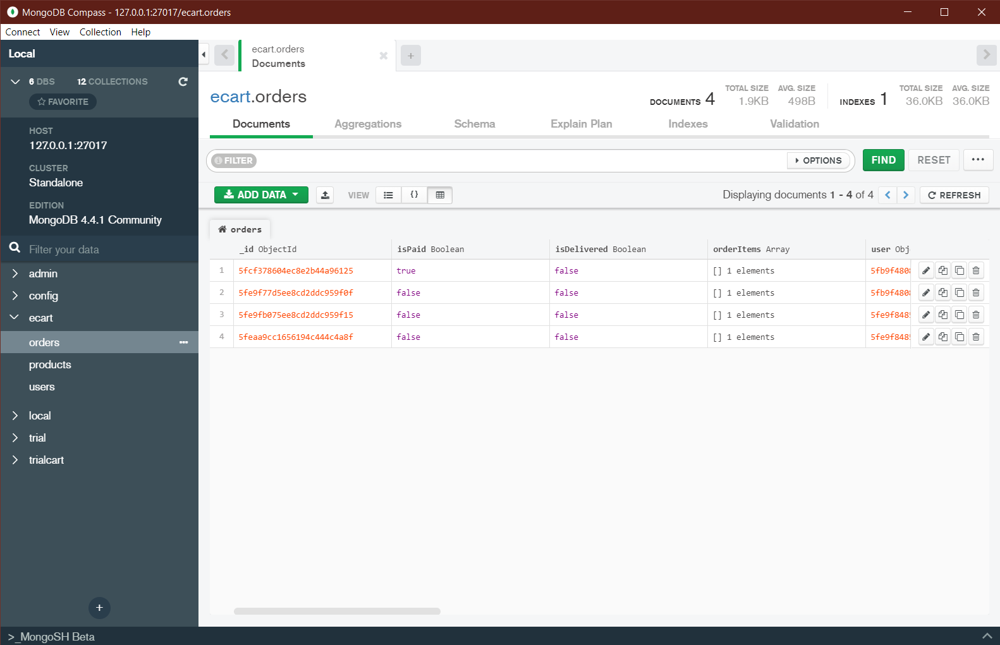 MongoDB Compass - 127.0.0.1:27017/ecart.orders
Connect View Collection Help
Local
6 DBS 12 COLLECTIONS
FAVORITE
HOST
127.0.0.1:27017
CLUSTER
Standalone
EDITION
MongoDB 4.4.1 Community
Filter your data
admin
config
ecart
orders
products
users
local
trial
trialcart
+
ecart.orders
Documents
+
ecart.orders
DOCUMENTS 4 TOTAL SIZE 1.9KB AVG. SIZE 498B INDEXES 1 TOTAL SIZE 36.0KB AVG. SIZE 36.0KB
Documents Aggregations Schema Explain Plan Indexes Validation
FILTER OPTIONS FIND RESET ...
ADD DATA VIEW {} Displaying documents 1 - 4 of 4 REFRESH
orders
_id ObjectId isPaid Boolean isDelivered Boolean orderItems Array user Obj
1 5fcf378604ec8e2b44a96125 true false [] 1 elements 5fb9f480
2 5fe9f77d5ee8cd2ddc959f0f false false [] 1 elements 5fb9f480
3 5fe9fb075ee8cd2ddc959f15 false false [] 1 elements 5fe9f848
4 5feaa9cc1656194c444c4a8f false false [] 1 elements 5fe9f848
>_MongoSH Beta